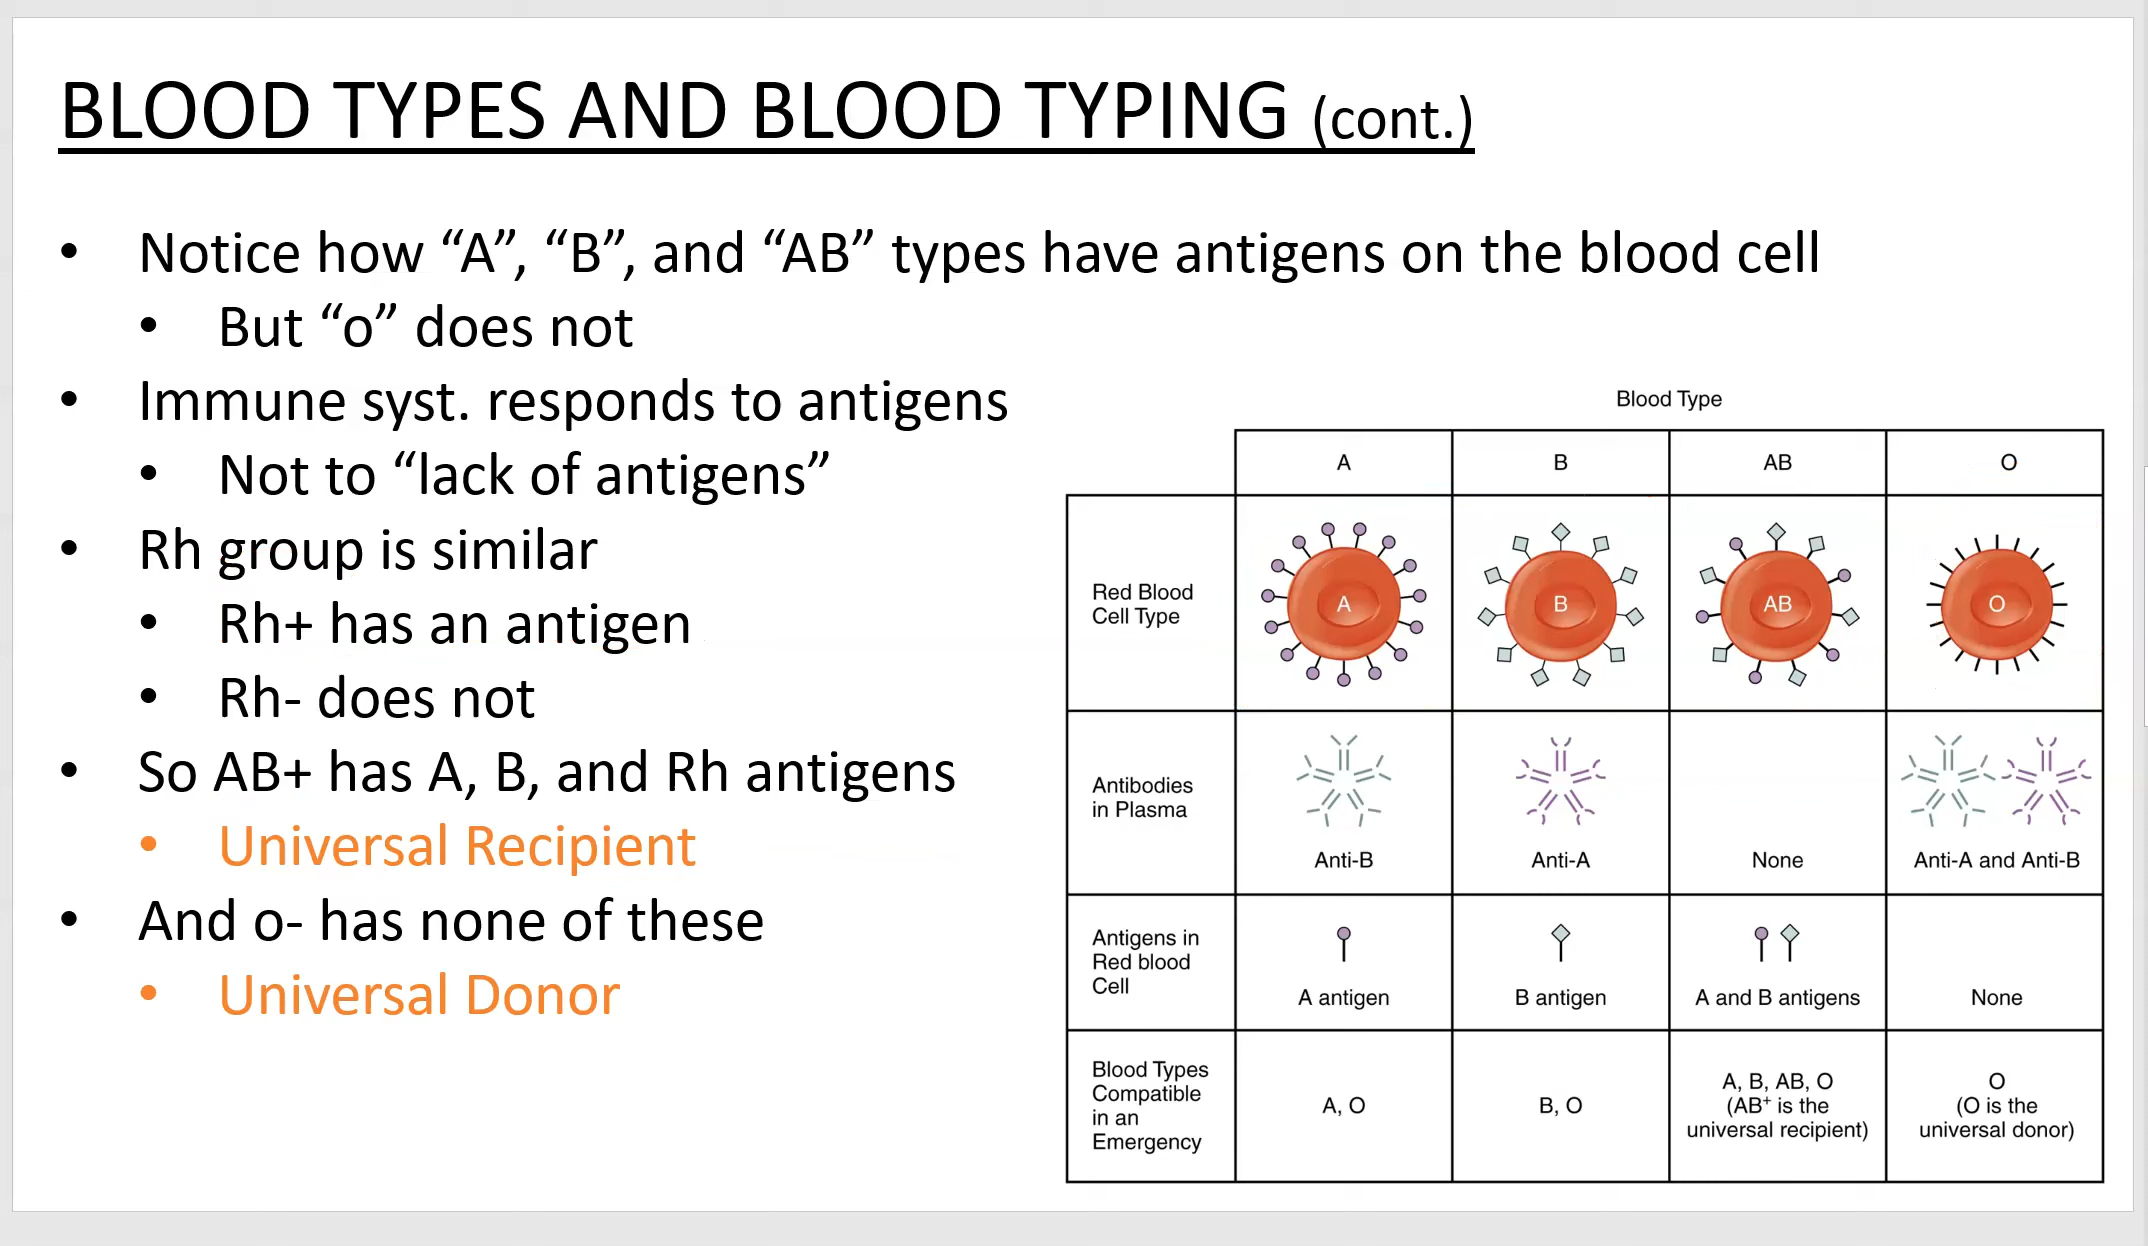 BLOOD TYPES AND BLOOD TYPING (cont.)
• Notice how “A”, “B”, and “AB” types have antigens on the blood cell
• But “o” does not
• Immune syst. responds to antigens
• Not to “lack of antigens”
• Rh group is similar
• Rh+ has an antigen
• Rh- does not
• So AB+ has A, B, and Rh antigens
• Universal Recipient
• And o- has none of these
• Universal Donor
Blood Type
A B AB O
Red Blood
Cell Type
A B AB O
Antibodies
in Plasma
Anti-B Anti-A None Anti-A and Anti-B
Antigens in
Red blood
Cell
A antigen B antigen A and B antigens None
Blood Types
Compatible
in an
Emergency
A, O
B, O
A, B, AB, O
(AB⁺ is the
universal recipient)
O
(O is the
universal donor)